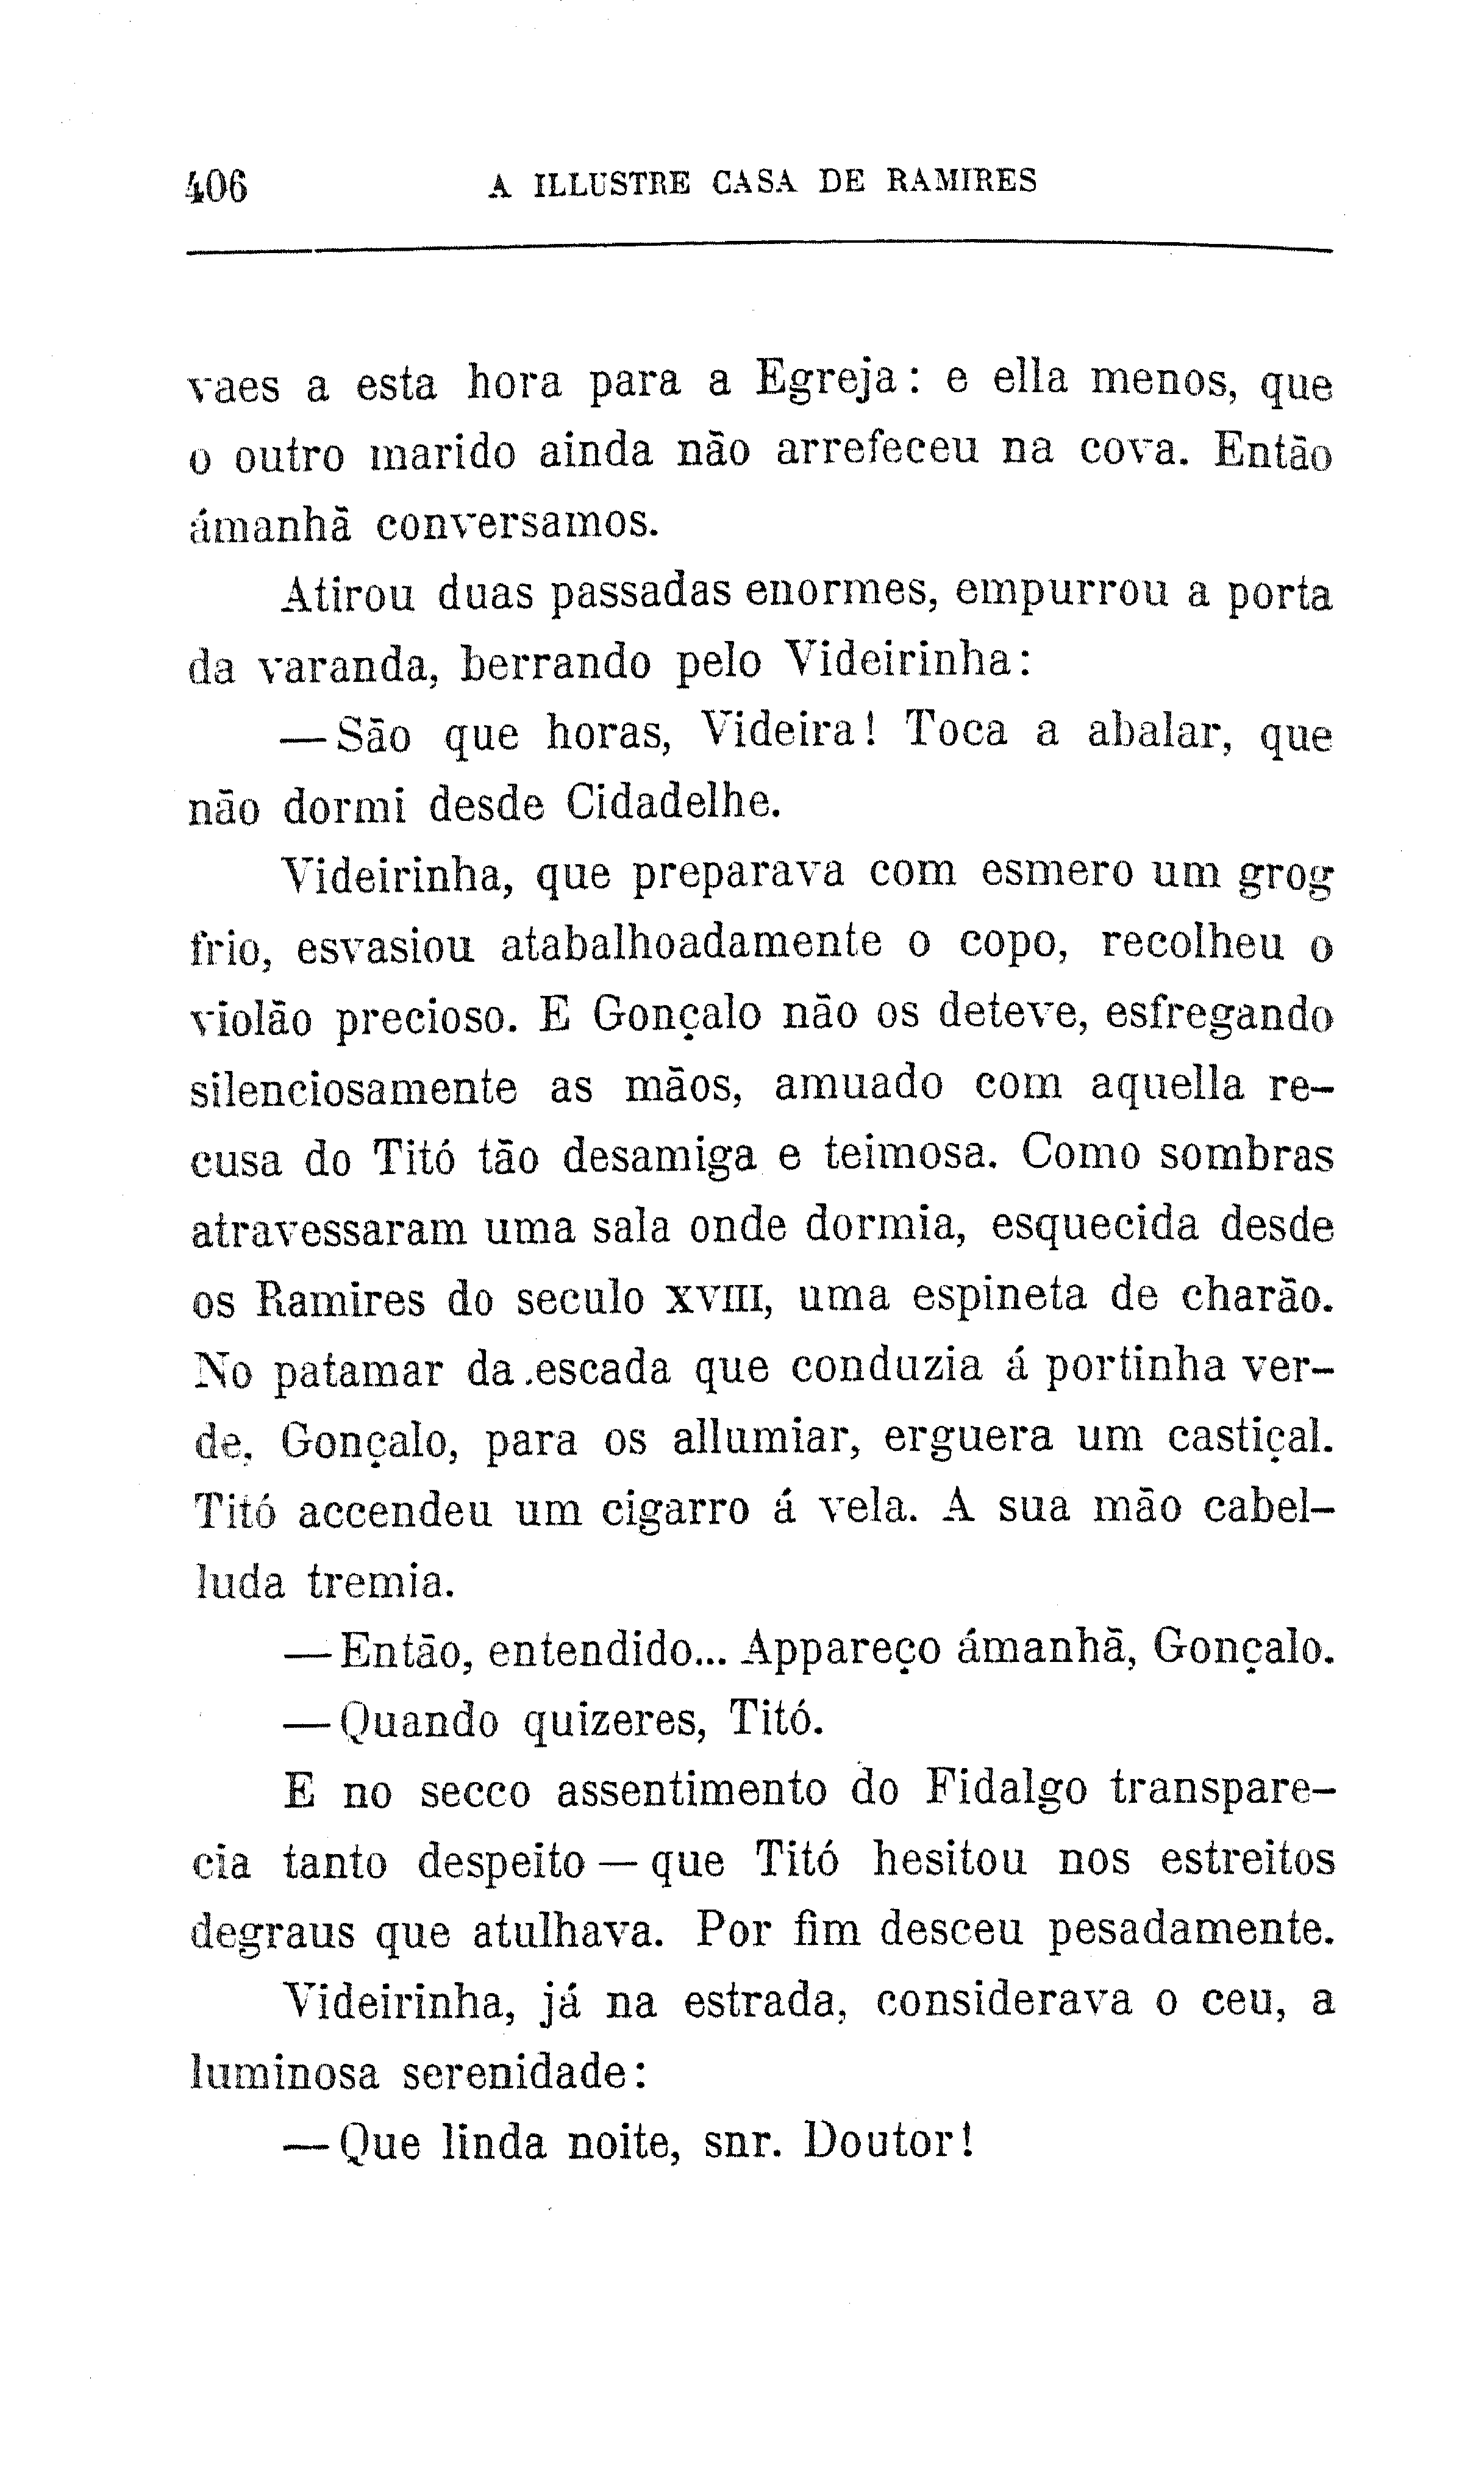 406 A ILLUSTRE CASA DE RAMIRES
vaes a esta hora para a Egreja: e ella menos, que
o outro marido ainda não arrefeceu na cova. Então
ámanhã conversamos.
Atirou duas passadas enormes, empurrou a porta
da varanda, berrando pelo Videirinha:
—São que horas, Videira! Toca a abalar, que
não dormi desde Cidadelhe.
Videirinha, que preparava com esmero um grog
frio, esvasiou atabalhoadamente o copo, recolheu o
violão precioso. E Gonçalo não os deteve, esfregando
silenciosamente as mãos, amuado com aquella re-
cusa do Titó tão desamiga e teimosa. Como sombras
atravessaram uma sala onde dormia, esquecida desde
os Ramires do seculo XVIII, uma espineta de charão.
No patamar da escada que conduzia á portinha ver-
de, Gonçalo, para os allumiar, erguera um castiçal.
Titó accendeu um cigarro á vela. A sua mão cabel-
luda tremia.
—Então, entendido... Appareço ámanhã, Gonçalo.
—Quando quizeres, Titó.
E no secco assentimento do Fidalgo transpare-
cia tanto despeito — que Titó hesitou nos estreitos
degraus que atulhava. Por fim desceu pesadamente.
Videirinha, já na estrada, considerava o ceu, a
luminosa serenidade:
—Que linda noite, snr. Doutor!